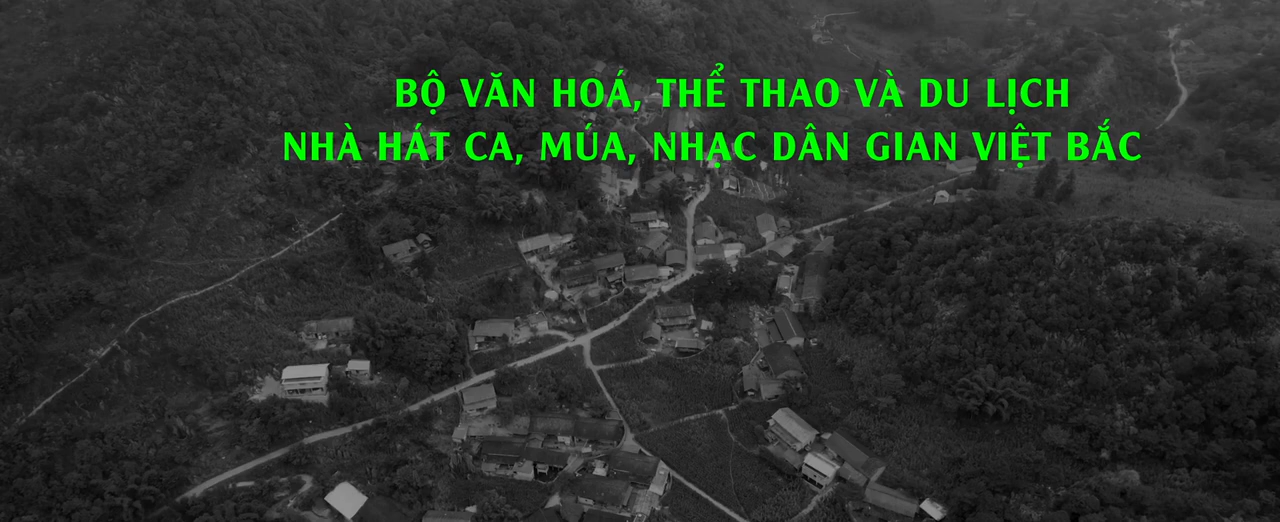 BỘ VĂN HOÁ, THỂ THAO VÀ DU LỊCH
NHÀ HÁT CA, MÚA, NHẠC DÂN GIAN VIỆT BẮC